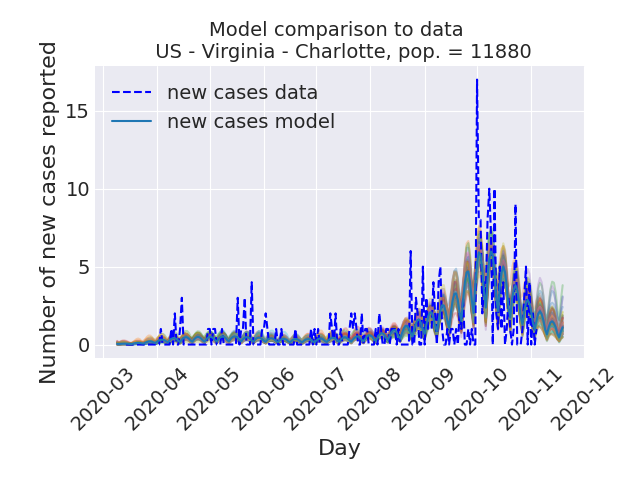 Model comparison to data
US - Virginia - Charlotte, pop. = 11880
new cases data
new cases model
Number of new cases reported
15
10
5
0
2020-03
2020-04
2020-05
2020-06
2020-07
2020-08
2020-09
2020-10
2020-11
2020-12
Day